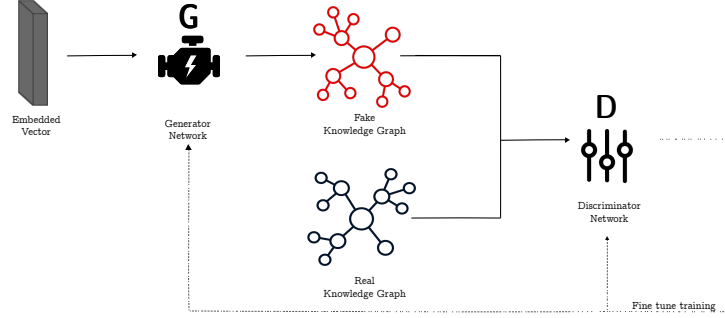 G
D
Embedded
Vector
Generator
Network
Fake
Knowledge Graph
Discriminator
Network
Real
Knowledge Graph
Fine tune training